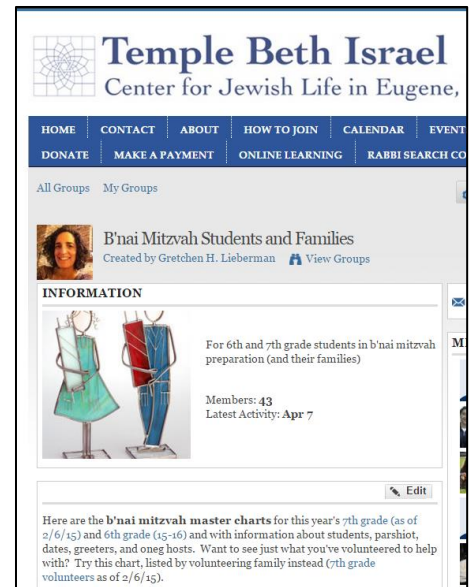 Temple Beth Israel
Center for Jewish Life in Eugene,
HOME CONTACT ABOUT HOW TO JOIN CALENDAR EVENT
DONATE MAKE A PAYMENT ONLINE LEARNING RABBI SEARCH CO
All Groups My Groups
B'nai Mitzvah Students and Families
Created by Gretchen H. Lieberman View Groups
INFORMATION
For 6th and 7th grade students in b'nai mitzvah
preparation (and their families)
Members: 43
Latest Activity: Apr 7
Edit
Here are the b'nai mitzvah master charts for this year's 7th grade (as of
2/6/15) and 6th grade (15-16) and with information about students, parshiot,
dates, greeters, and oneg hosts. Want to see just what you've volunteered to help
with? Try this chart, listed by volunteering family instead (7th grade
volunteers as of 2/6/15).